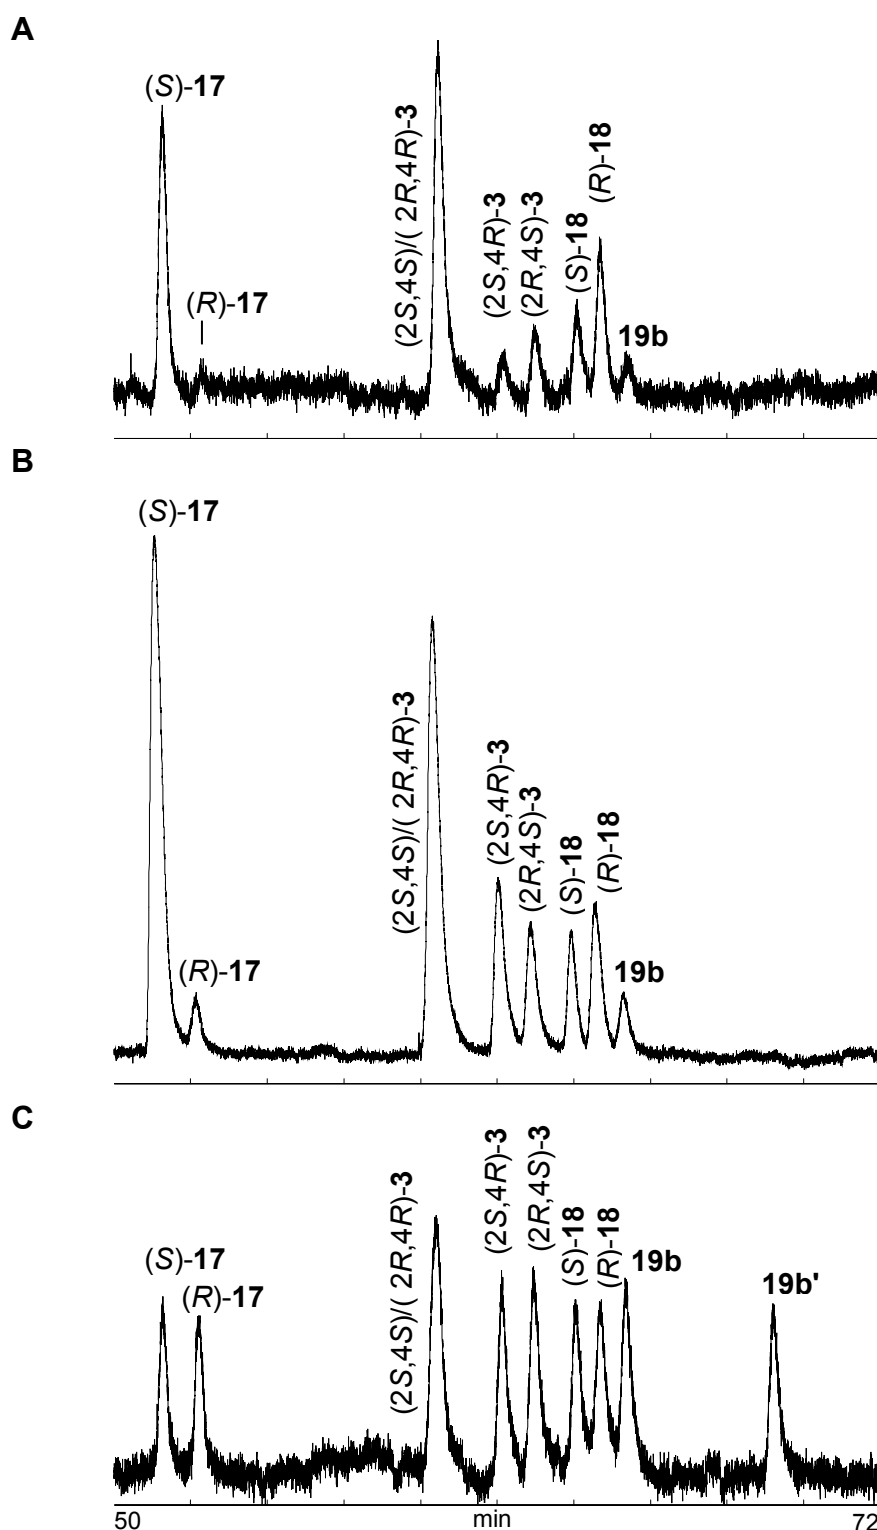 A
(S)-17
(R)-17
(2S,4S)/( 2R,4R)-3
(2S,4R)-3
(2R,4S)-3
(S)-18
(R)-18
19b
B
(S)-17
(R)-17
(2S,4S)/( 2R,4R)-3
(2S,4R)-3
(2R,4S)-3
(S)-18
(R)-18
19b
C
(S)-17
(R)-17
(2S,4S)/( 2R,4R)-3
(2S,4R)-3
(2R,4S)-3
(S)-18
(R)-18
19b
19b'
50 min 72